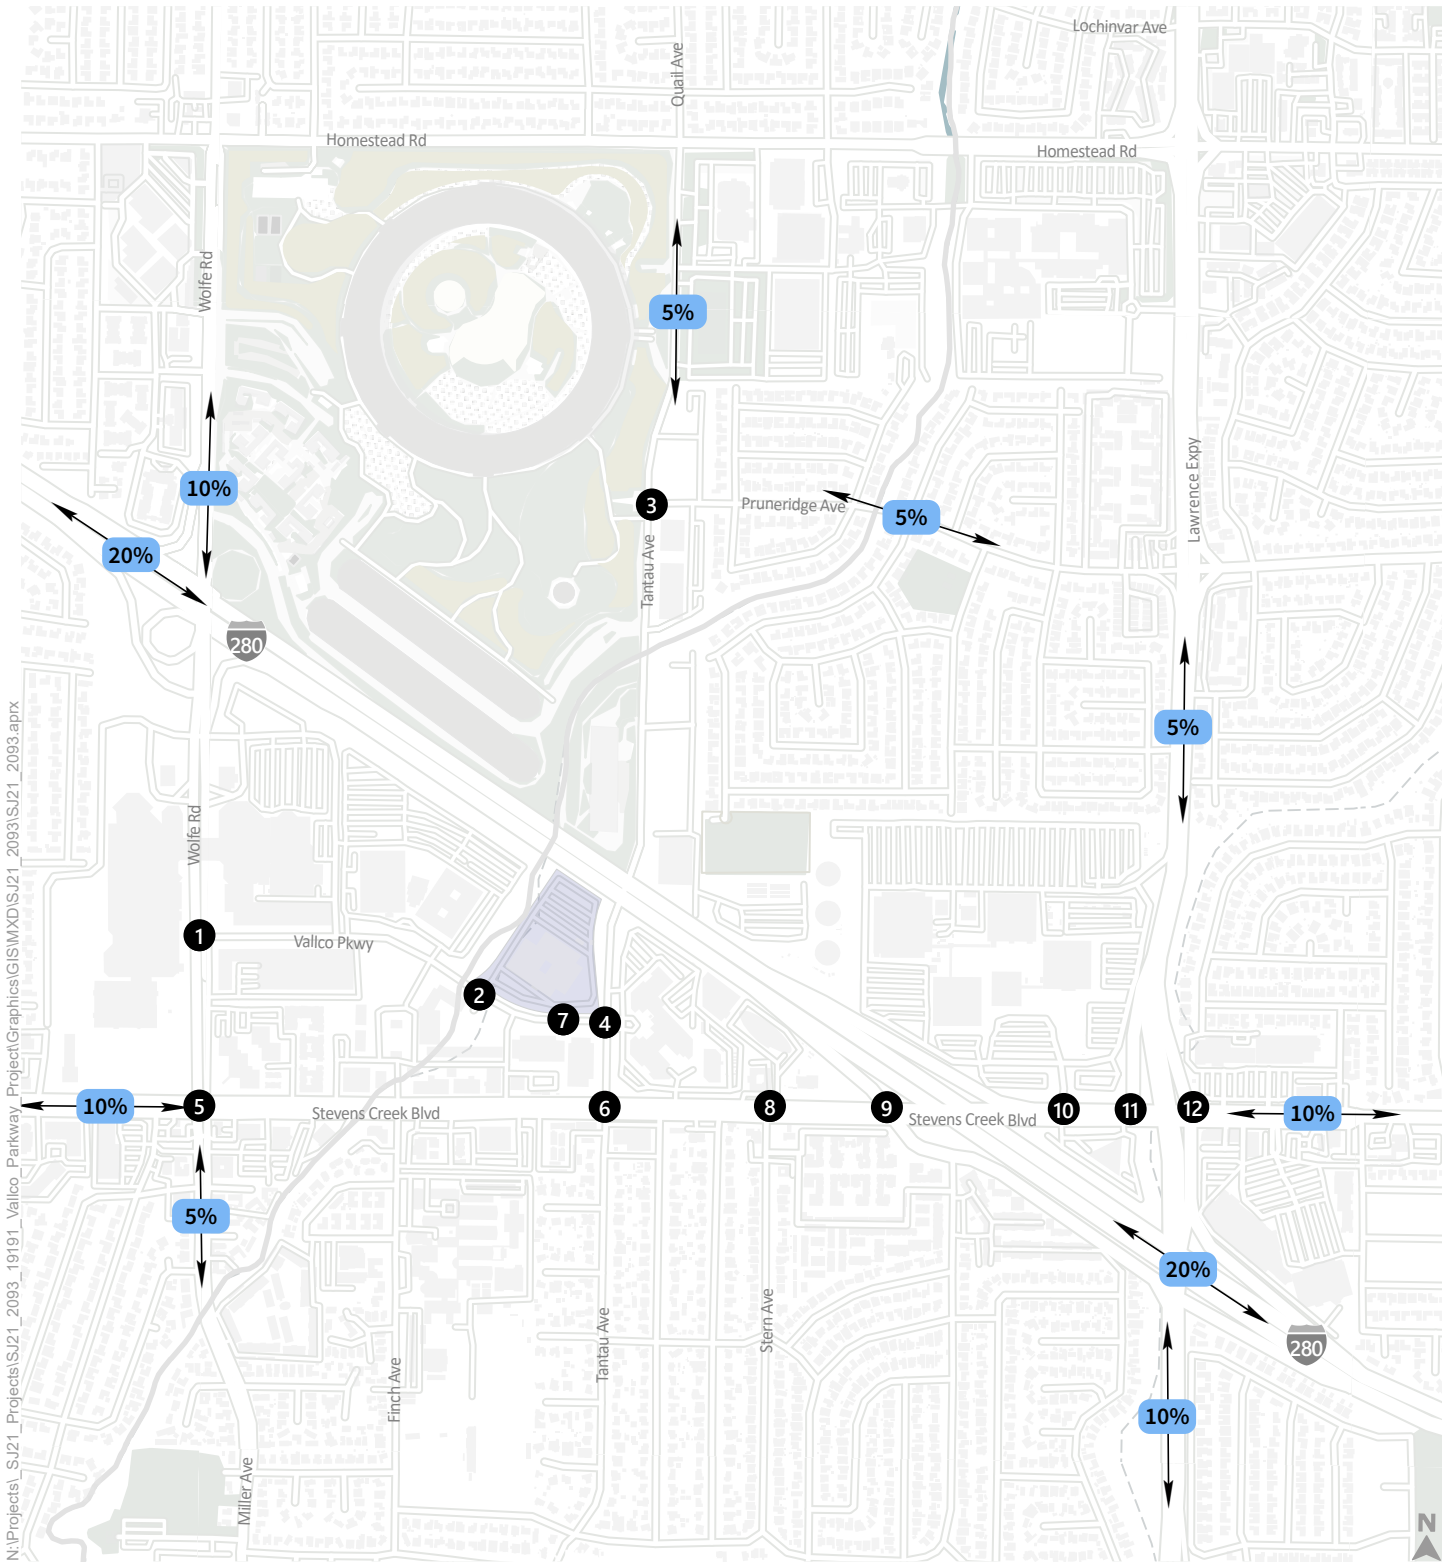 Lochinvar Ave
Quail Ave
Homestead Rd
Homestead Rd
Wolfe Rd
5%
10%
Lawrence Expy
3
Pruneridge Ave
5%
20%
Tantau Ave
280
5%
N:\Projects\_SJ21_Projects\SJ21_2093_19191_Vallco_Parkway_Project\Graphics\GIS\MXD\SJ21_2093\SJ21_2093.aprx
Wolfe Rd
1
Vallco Pkwy
2
7
4
10%
5
Stevens Creek Blvd
6
8
9
Stevens Creek Blvd
10
11
12
10%
5%
20%
Tantau Ave
Stern Ave
280
Finch Ave
10%
Miller Ave
N